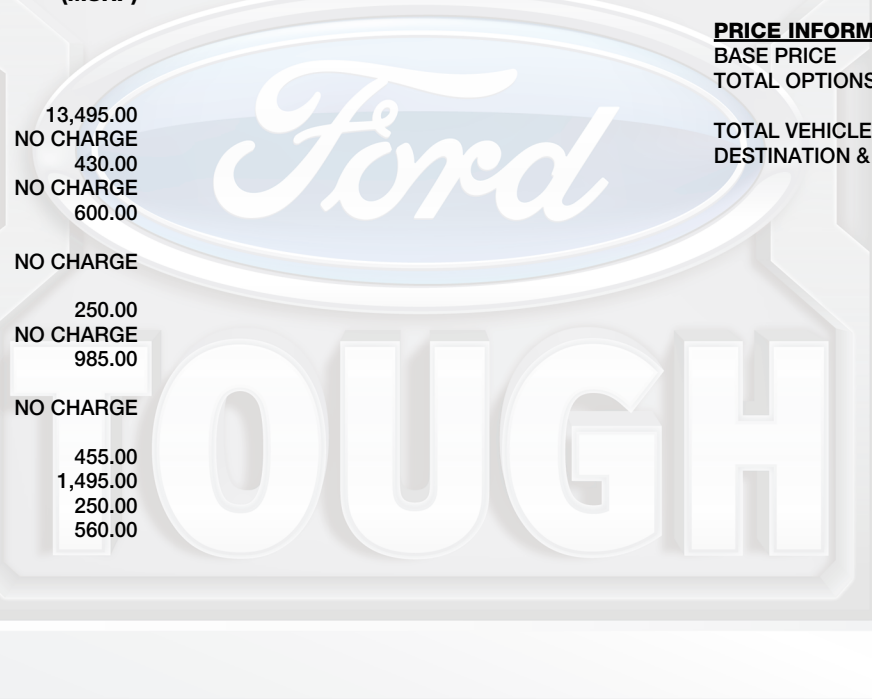 (MSRP)
13,495.00
NO CHARGE
430.00
NO CHARGE
600.00
NO CHARGE
250.00
NO CHARGE
985.00
NO CHARGE
455.00
1,495.00
250.00
560.00
PRICE INFORM
BASE PRICE
TOTAL OPTIONS
TOTAL VEHICLE
DESTINATION &
Ford
TOUGH